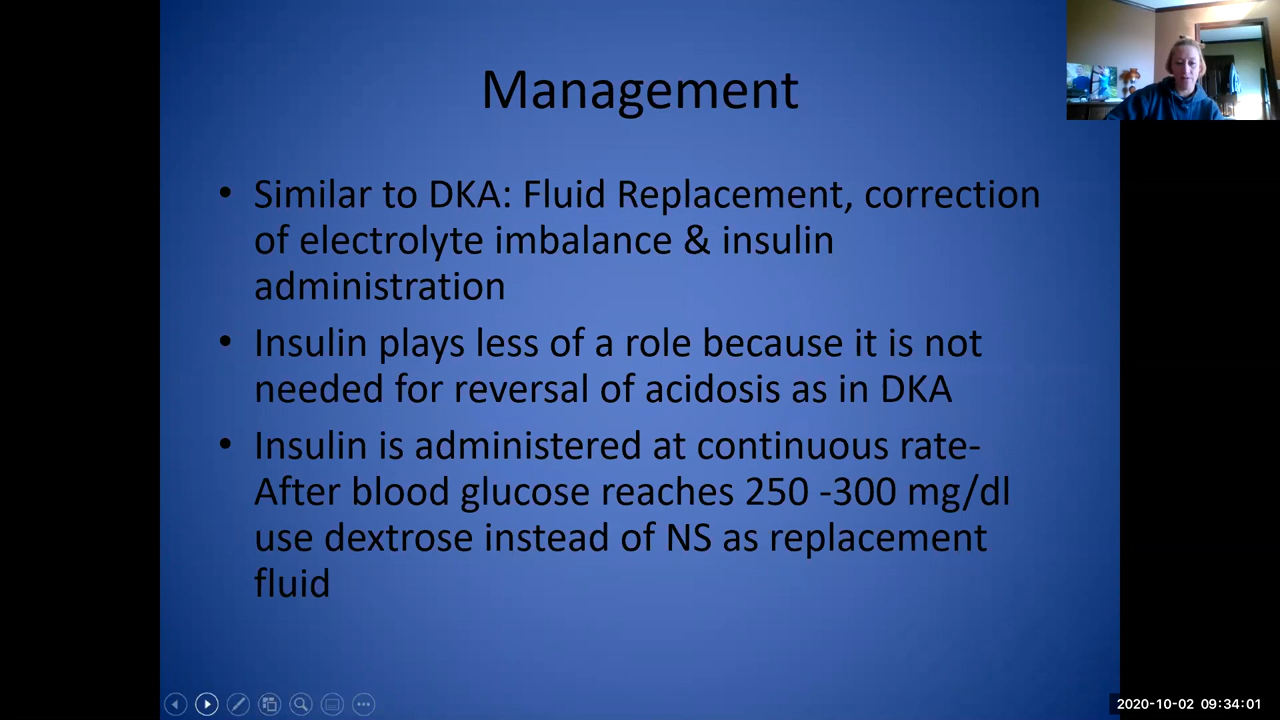 Management
• Similar to DKA: Fluid Replacement, correction
of electrolyte imbalance & insulin
administration
• Insulin plays less of a role because it is not
needed for reversal of acidosis as in DKA
• Insulin is administered at continuous rate-
After blood glucose reaches 250 -300 mg/dl
use dextrose instead of NS as replacement
fluid
2020-10-02 09:34:01